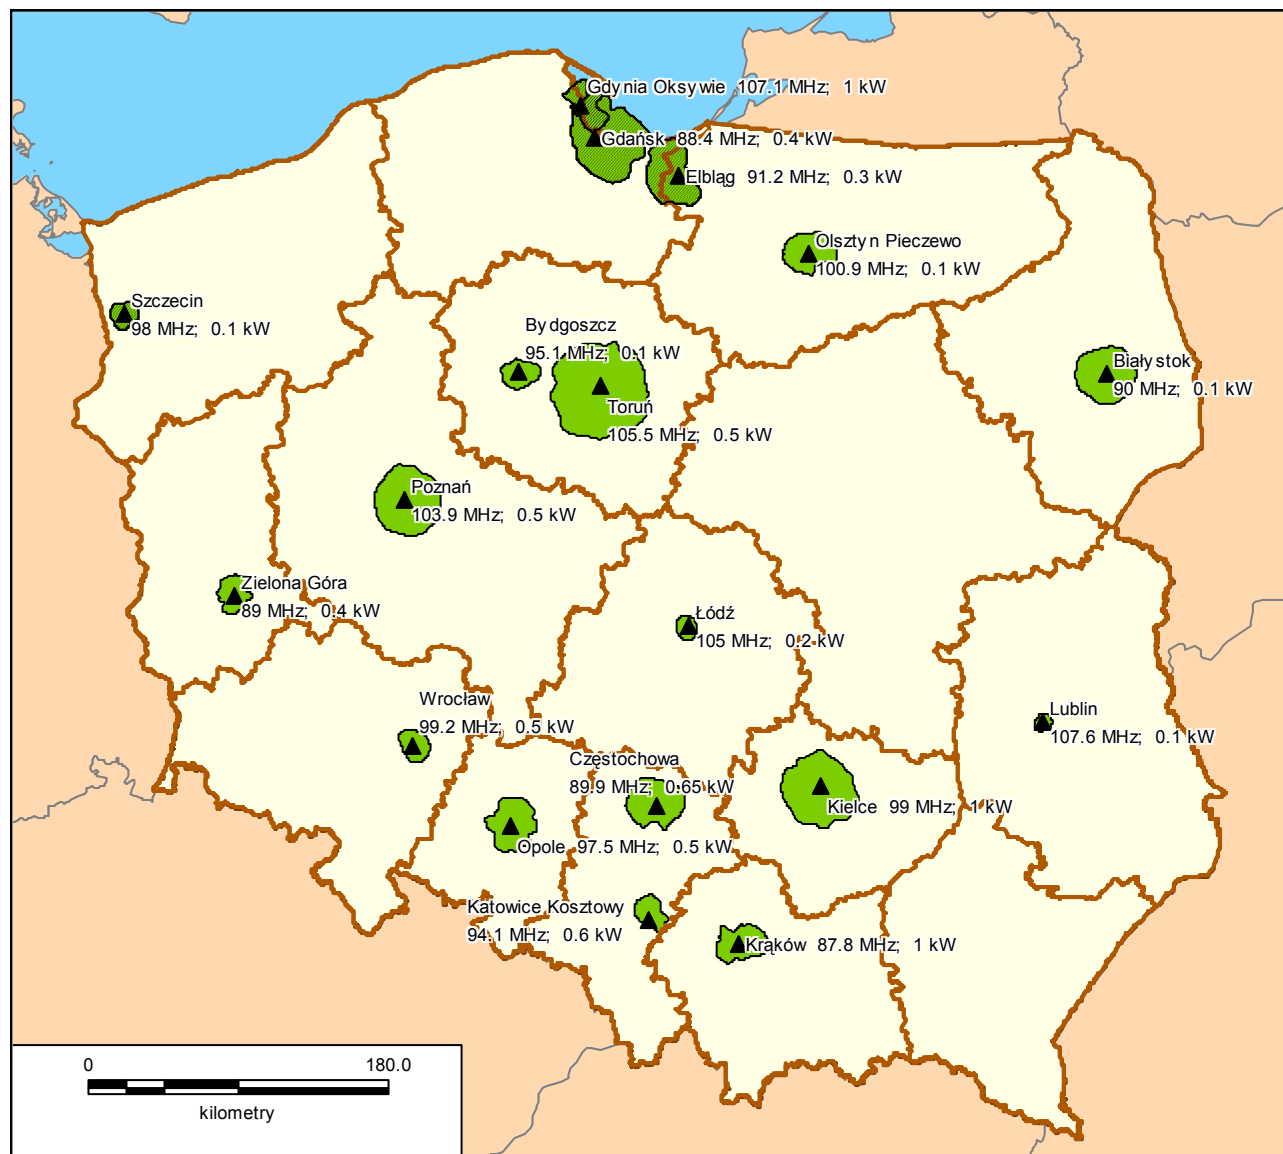 Gdynia Oksywie 107.1 MHz; 1 kW
Gdańsk 88.4 MHz; 0.4 kW
Elbląg 91.2 MHz; 0.3 kW
Olsztyn Pieczewo
100.9 MHz; 0.1 kW
Szczecin
98 MHz; 0.1 kW
Bydgoszcz
95.1 MHz; 0.1 kW
Białystok
90 MHz; 0.1 kW
Toruń
105.5 MHz; 0.5 kW
Poznań
103.9 MHz; 0.5 kW
Zielona Góra
89 MHz; 0.4 kW
Łódź
105 MHz; 0.2 kW
Wrocław
99.2 MHz; 0.5 kW
Lublin
107.6 MHz; 0.1 kW
Częstochowa
89.9 MHz; 0.65 kW
Kielce 99 MHz; 1 kW
Opole 97.5 MHz; 0.5 kW
Katowice Kosztowy
94.1 MHz; 0.6 kW
Kraków 87.8 MHz; 1 kW
0 180.0
kilometry